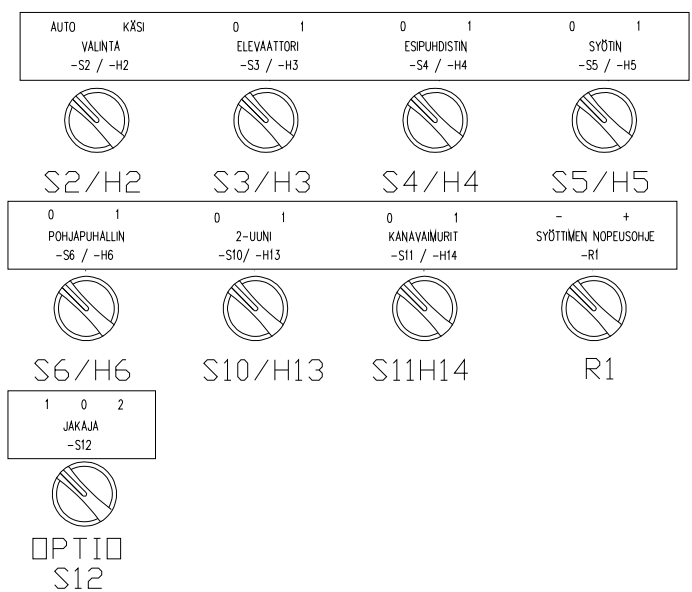 AUTO KÄSI 0 1 0 1 0 1
VALINTA ELEVAATTORI ESIPUHDISTIN SYÖTIN
-S2 / -H2 -S3 / -H3 -S4 / -H4 -S5 / -H5
S2/H2 S3/H3 S4/H4 S5/H5
0 1 0 1 0 1 - +
POHJAPUHALLIN 2-UUNI KANAVAIMURIT SYÖTTIMEN NOPEUSOHJE
-S6 / -H6 -S10/ -H13 -S11 / -H14 -R1
S6/H6 S10/H13 S11H14 R1
1 0 2
JAKAJA
-S12
OPTIO
S12